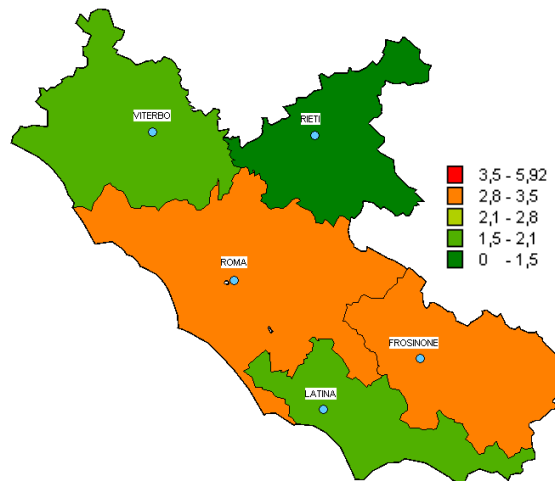 VITERBO
RIETI
3,5 - 5,92
2,8 - 3,5
2,1 - 2,8
1,5 - 2,1
0 -1,5
ROMA
FROSINONE
LATINA